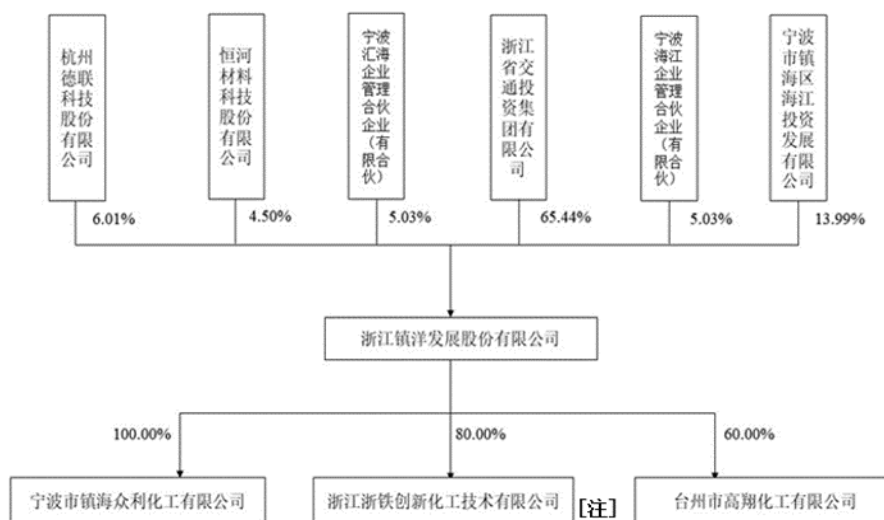 杭州
德联
科技
股份
有限
公司
恒河
材料
科技
股份
有限
公司
宁波
汇海
企业
管理
合伙
企业
（有
限合
伙）
浙江
省交
通投
资集
团有
限公
司
宁波
海江
企业
管理
合伙
企业
（有
限合
伙）
宁波
市镇
海区
海江
投资
发展
有限
公司
6.01%
4.50%
5.03%
65.44%
5.03%
13.99%
浙江镇洋发展股份有限公司
100.00%
80.00%
60.00%
宁波市镇海众利化工有限公司
浙江浙铁创新化工技术有限公司
[注]
台州市高翔化工有限公司